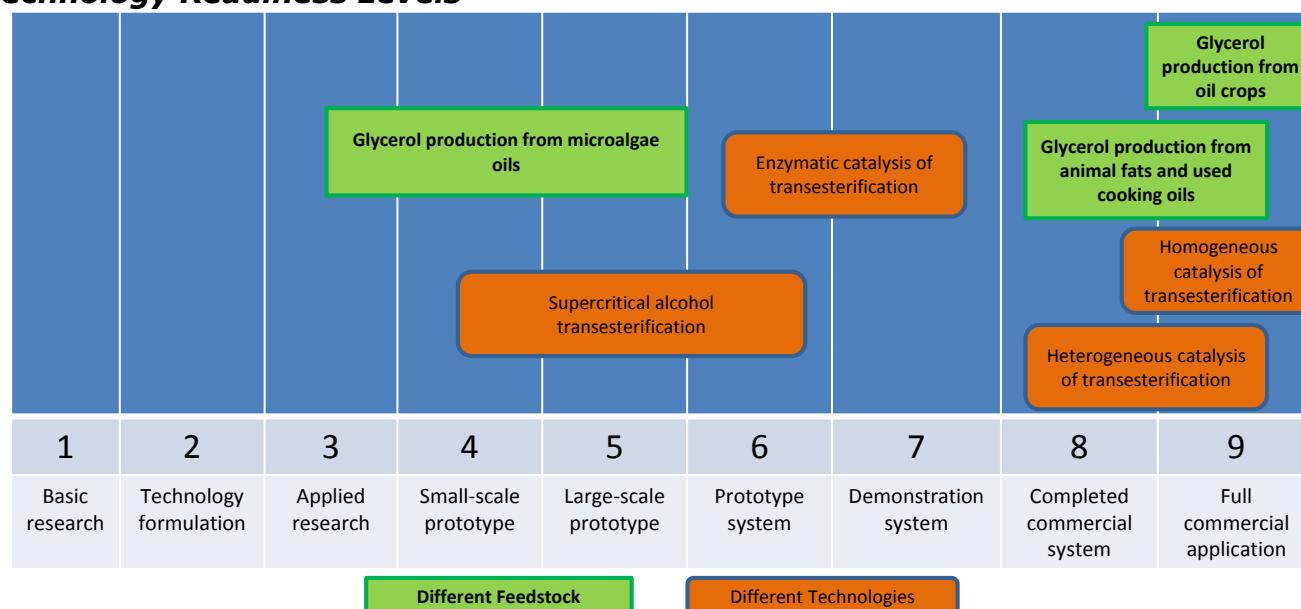 Technology Readiness Levels
Glycerol
production from
oil crops
Glycerol production from microalgae
oils
Enzymatic catalysis of
transesterification
Glycerol production from
animal fats and used
cooking oils
Homogeneous
catalysis of
transesterification
Supercritical alcohol
transesterification
Heterogeneous catalysis
of transesterification
1 2 3 4 5 6 7 8 9
Basic
research
Technology
formulation
Applied
research
Small-scale
prototype
Large-scale
prototype
Prototype
system
Demonstration
system
Completed
commercial
system
Full
commercial
application
Different Feedstock
Different Technologies